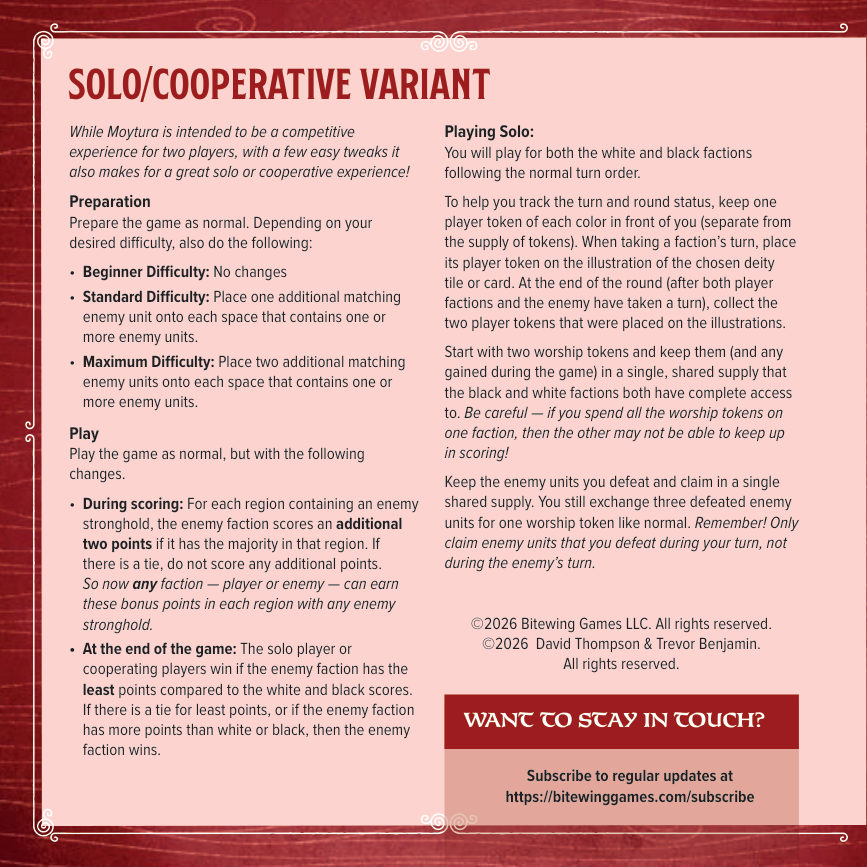 SOLO/COOPERATIVE VARIANT
While Moytura is intended to be a competitive
experience for two players, with a few easy tweaks it
also makes for a great solo or cooperative experience!
Preparation
Prepare the game as normal. Depending on your
desired difficulty, also do the following:
• Beginner Difficulty: No changes
• Standard Difficulty: Place one additional matching
enemy unit onto each space that contains one or
more enemy units.
• Maximum Difficulty: Place two additional matching
enemy units onto each space that contains one or
more enemy units.
Play
Play the game as normal, but with the following
changes.
• During scoring: For each region containing an enemy
stronghold, the enemy faction scores an additional
two points if it has the majority in that region. If
there is a tie, do not score any additional points.
So now any faction — player or enemy — can earn
these bonus points in each region with any enemy
stronghold.
• At the end of the game: The solo player or
cooperating players win if the enemy faction has the
least points compared to the white and black scores.
If there is a tie for least points, or if the enemy faction
has more points than white or black, then the enemy
faction wins.
Playing Solo:
You will play for both the white and black factions
following the normal turn order.
To help you track the turn and round status, keep one
player token of each color in front of you (separate from
the supply of tokens). When taking a faction's turn, place
its player token on the illustration of the chosen deity
tile or card. At the end of the round (after both player
factions and the enemy have taken a turn), collect the
two player tokens that were placed on the illustrations.
Start with two worship tokens and keep them (and any
gained during the game) in a single, shared supply that
the black and white factions both have complete access
to. Be careful — if you spend all the worship tokens on
one faction, then the other may not be able to keep up
in scoring!
Keep the enemy units you defeat and claim in a single
shared supply. You still exchange three defeated enemy
units for one worship token like normal. Remember! Only
claim enemy units that you defeat during your turn, not
during the enemy's turn.
©2026 Bitewing Games LLC. All rights reserved.
©2026 David Thompson & Trevor Benjamin.
All rights reserved.
WANT TO STAY IN TOUCH?
Subscribe to regular updates at
https://bitewinggames.com/subscribe